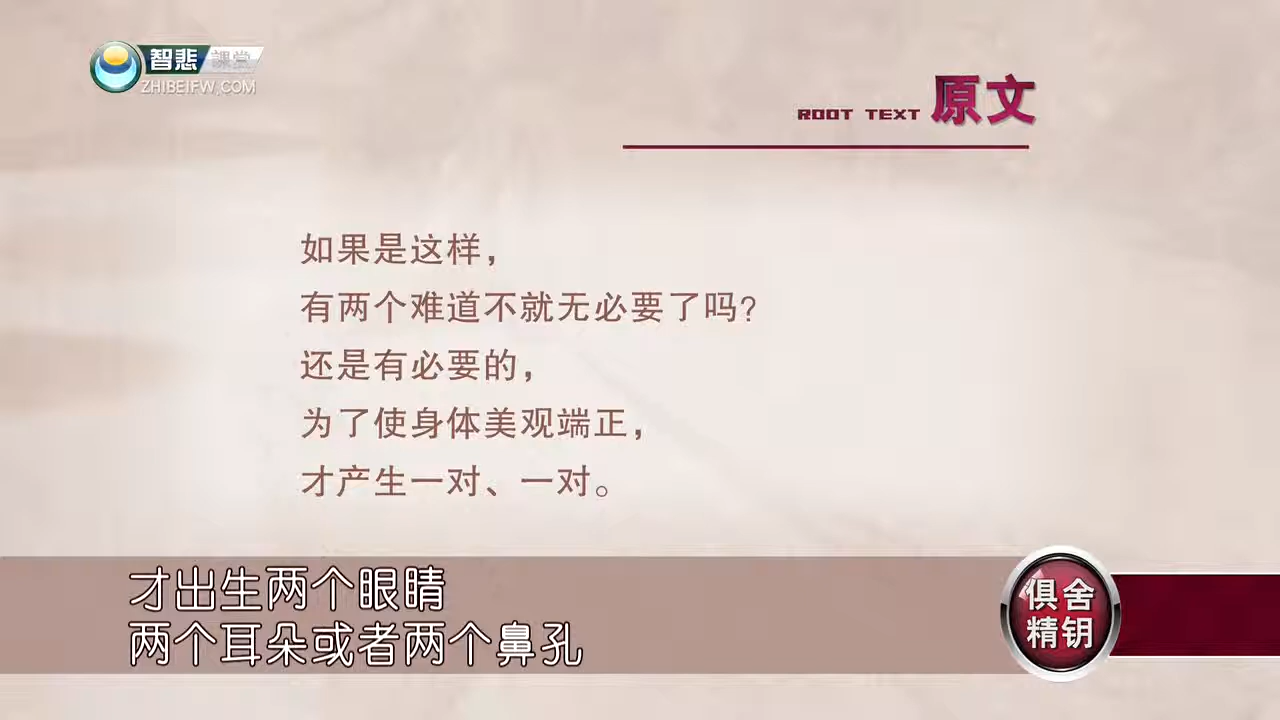 智悲課堂
ZHIBEIFW.COM
ROOT TEXT 原文
如果是这样，
有两个难道不就无必要了吗?
还是有必要的，
为了使身体美观端正，
才产生一对、一对。
才出生两个眼睛
两个耳朵或者两个鼻孔
俱舍
精钥